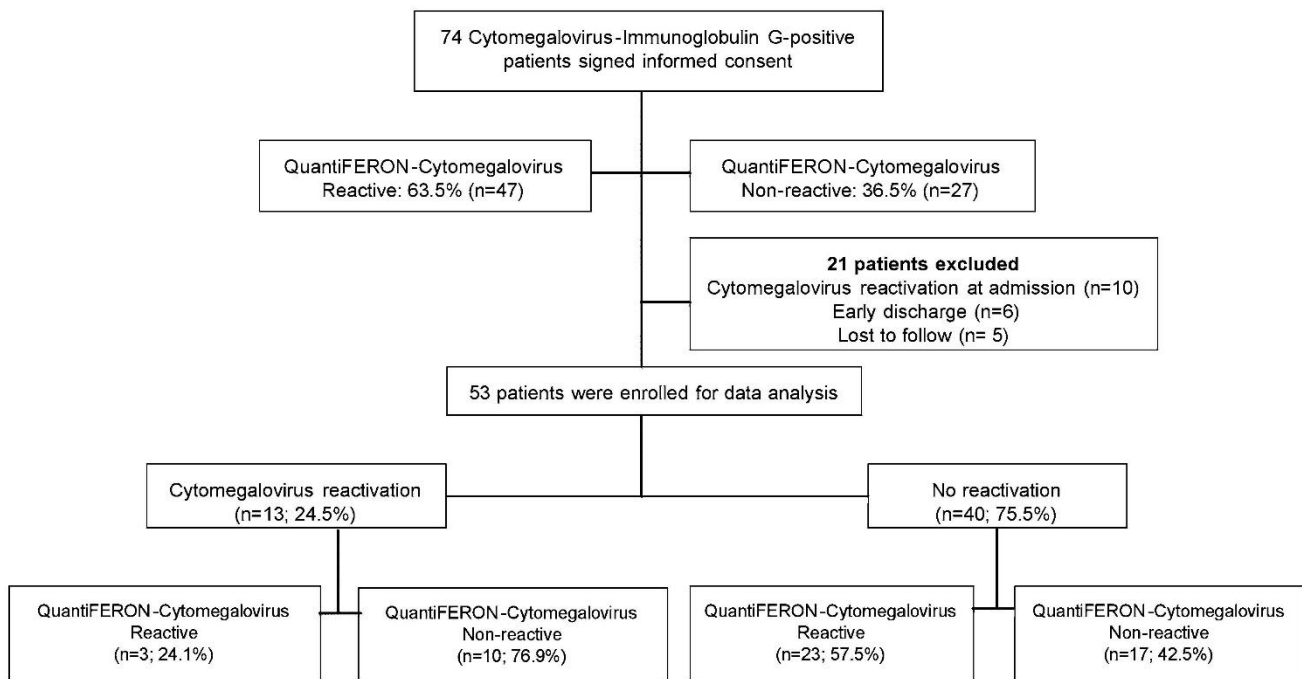 74 Cytomegalovirus-Immunoglobulin G-positive
patients signed informed consent
QuantiFERON-Cytomegalovirus
Reactive: 63.5% (n=47)
QuantiFERON-Cytomegalovirus
Non-reactive: 36.5% (n=27)
21 patients excluded
Cytomegalovirus reactivation at admission (n=10)
Early discharge (n=6)
Lost to follow (n= 5)
53 patients were enrolled for data analysis
Cytomegalovirus reactivation
(n=13; 24.5%)
No reactivation
(n=40; 75.5%)
QuantiFERON-Cytomegalovirus
Reactive
(n=3; 24.1%)
QuantiFERON-Cytomegalovirus
Non-reactive
(n=10; 76.9%)
QuantiFERON-Cytomegalovirus
Reactive
(n=23; 57.5%)
QuantiFERON-Cytomegalovirus
Non-reactive
(n=17; 42.5%)